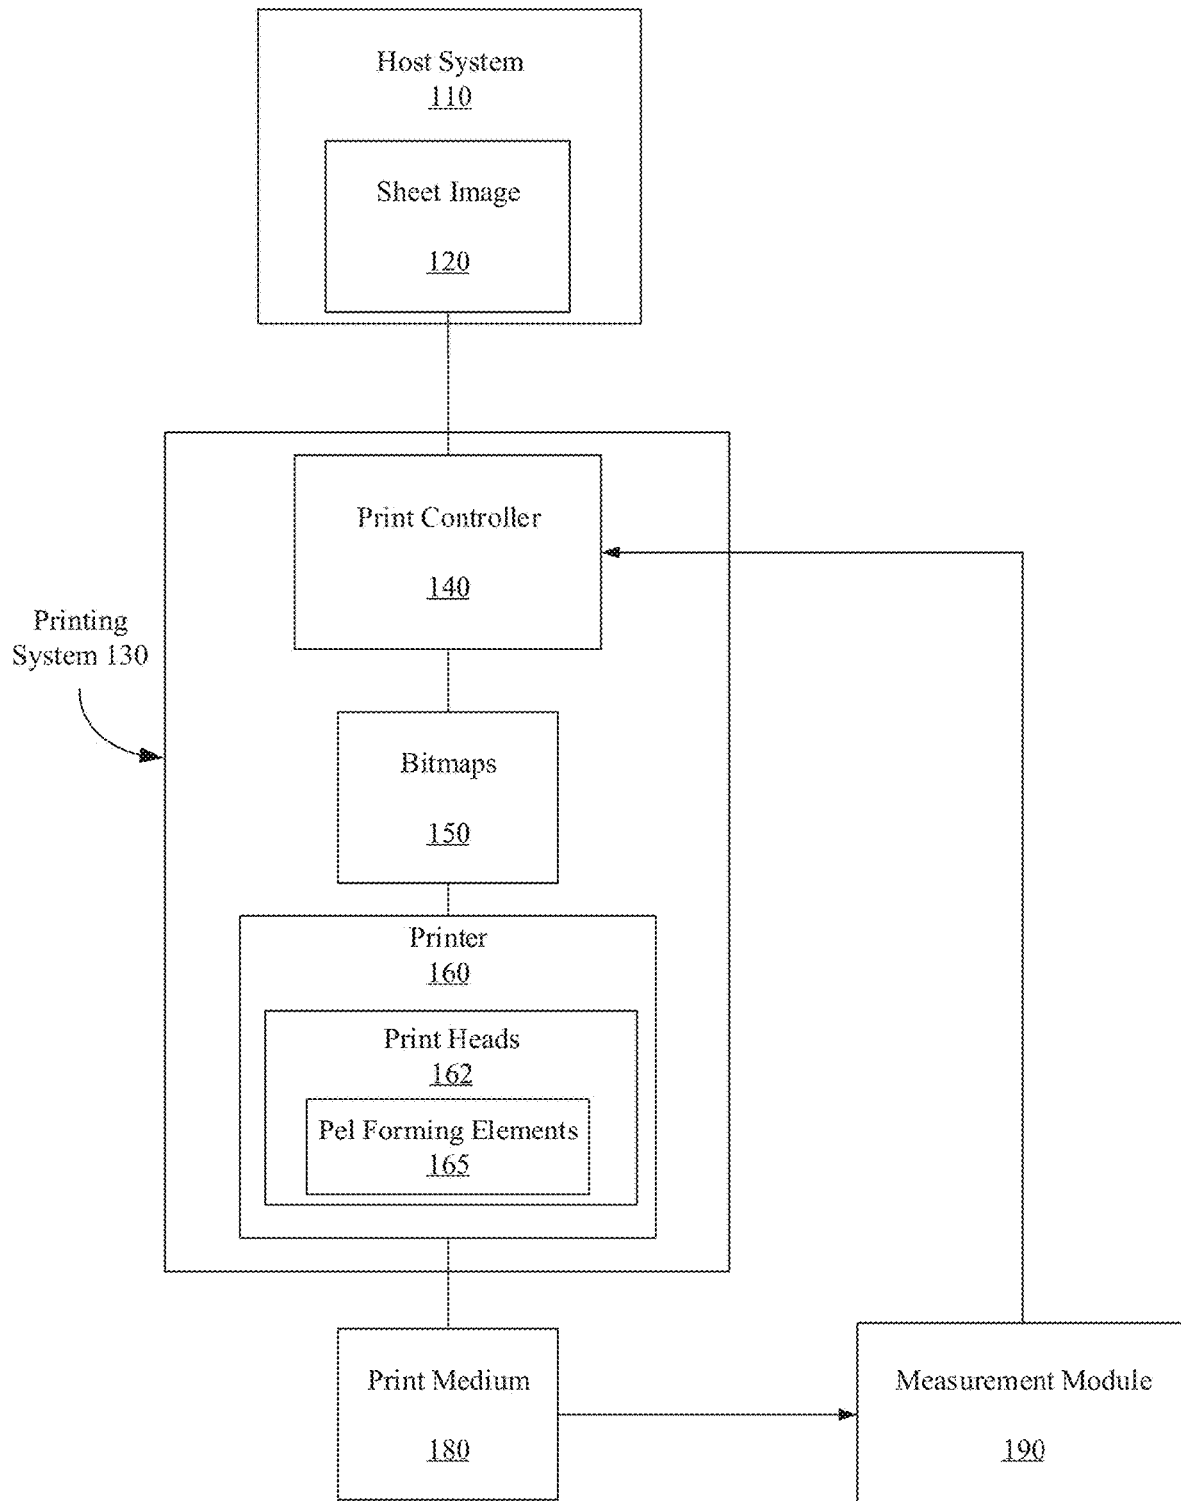 Host System
110
Sheet Image
120
Print Controller
140
Printing
System 130
Bitmaps
150
Printer
160
Print Heads
162
Pel Forming Elements
165
Print Medium
180
Measurement Module
190